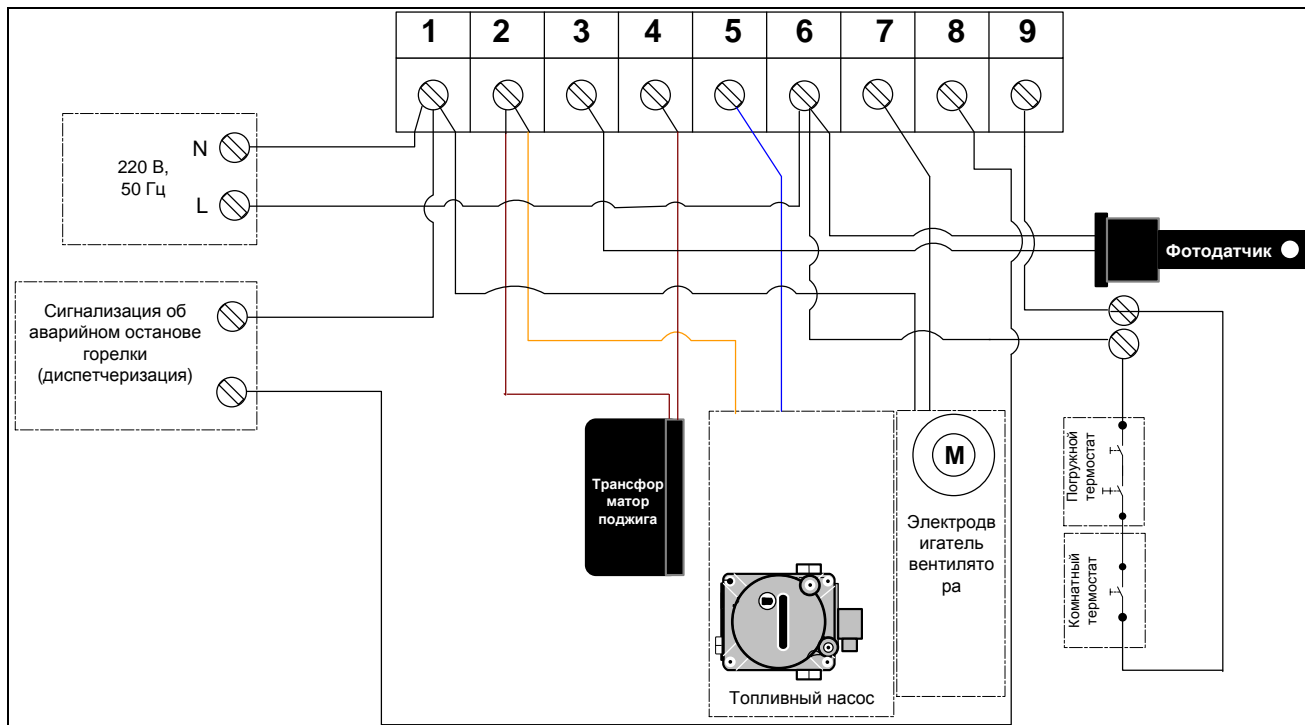 1 2 3 4 5 6 7 8 9
N
220 В,
50 Гц
L
Фотодатчик
Сигнализация об
аварийном останове
горелки
(диспетчеризация)
Трансфор
матор
поджига
M
Электродв
игатель
вентилято
ра
Погружной
термостат
Комнатный
термостат
Топливный насос